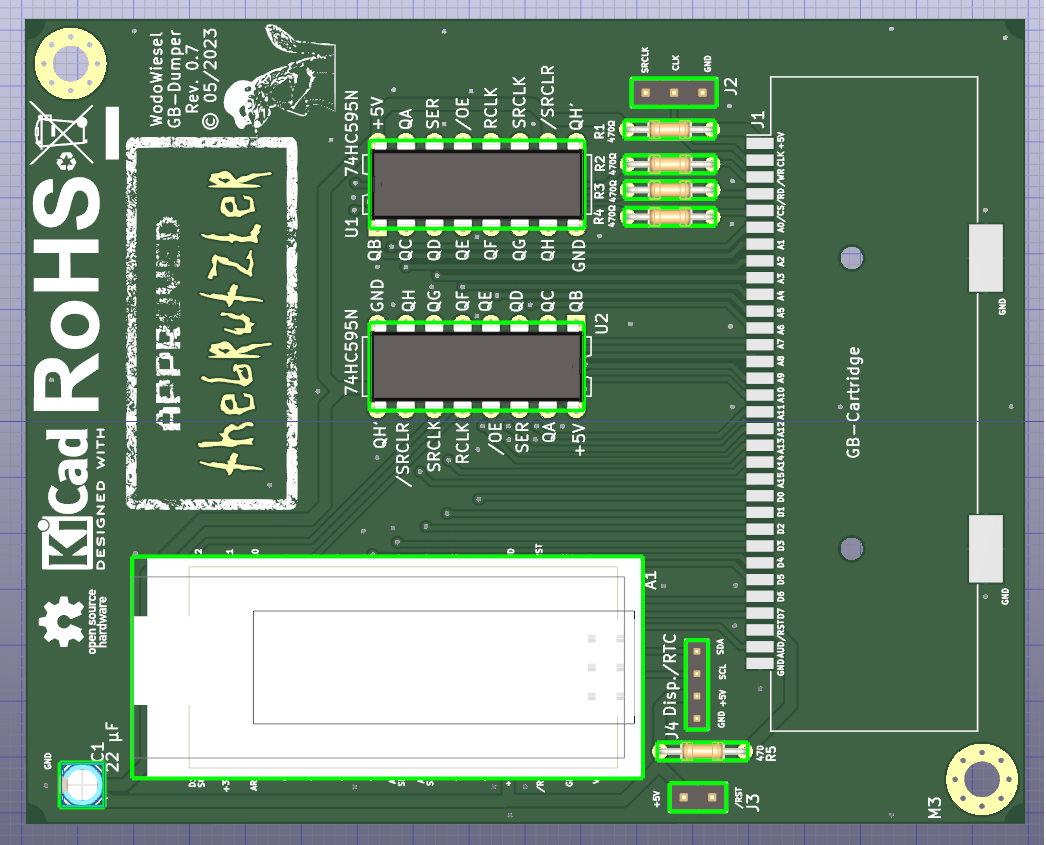 WodoWiesel
GB-Dumper
Rev. 0.7
© 05/2023
RoHS
KiCad
DESIGNED WITH
open source
hardware
APPROVED
thebrutzler
74HC595N
U1
+5V
QA
SER
/OE
RCLK
SRCLK
/SRCLR
QH'
QB
QC
QD
QE
QF
QG
QH
GND
74HC595N
U2
GND
QH
QG
QF
QE
QD
QC
QB
QH'
/SRCLR
SRCLK
RCLK
/OE
SER
QA
+5V
SRCLK
CLK
GND
J2
R1
470Ω
R2
470Ω
R3
470Ω
R4
470Ω
J1
+5V
CLK
/WR
/RD
A0/CS
A1
A2
A3
A4
A5
A6
A7
A8
A9
A10
A11
A12
A13
A14
A15
D0
D1
D2
D3
D4
D5
D6
D7
AUD/RST
GND
GB-Cartridge
GND
GND
A1
J4 Disp./RTC
SDA
SCL
+5V
GND
470
R5
+5V
/RST
J3
M3
GND
C1
22 µF